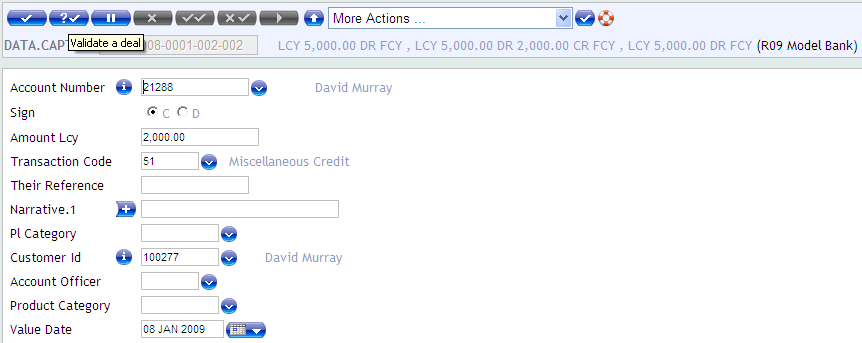 More Actions ...
DATA.CAPT 08-0001-002-002 LCY 5,000.00 DR FCY , LCY 5,000.00 DR 2,000.00 CR FCY , LCY 5,000.00 DR FCY (R09 Model Bank)
Validate a deal
Account Number 21288 David Murray
Sign C D
Amount Lcy 2,000.00
Transaction Code 51 Miscellaneous Credit
Their Reference
Narrative.1
Pl Category
Customer Id 100277 David Murray
Account Officer
Product Category
Value Date 08 JAN 2009